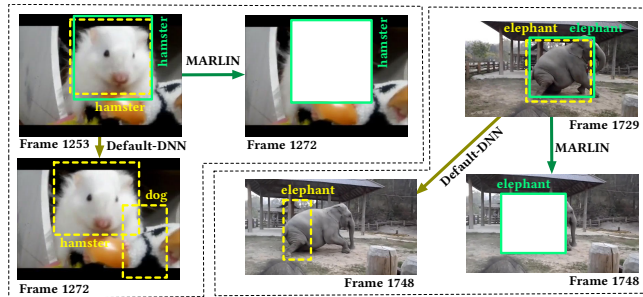 hamster
hamster
Frame 1253
MARLIN
hamster
Frame 1272
Default-DNN
dog
hamster
Frame 1272
elephant elephant
Frame 1729
Default-DNN
MARLIN
elephant
Frame 1748
elephant
Frame 1748